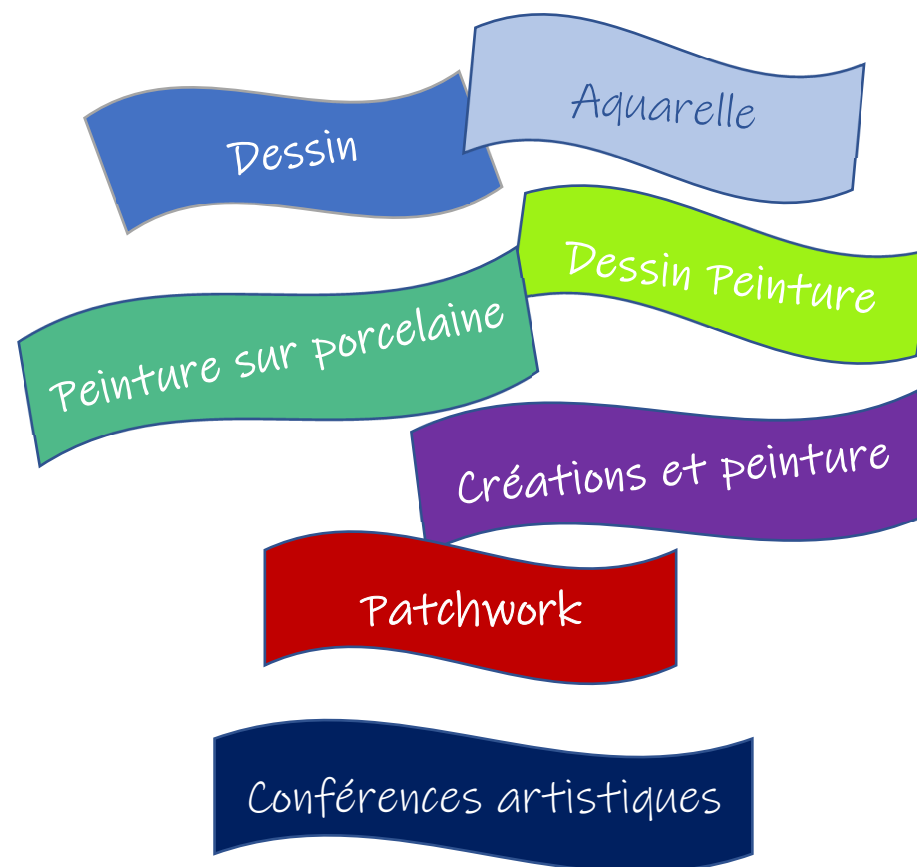 Dessin
Aquarelle
Dessin Peinture
Peinture sur porcelaine
Créations et peinture
Patchwork
Conférences artistiques